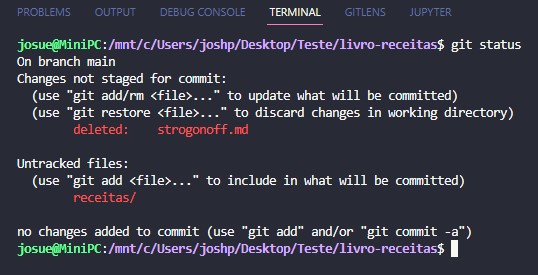 PROBLEMS OUTPUT DEBUG CONSOLE TERMINAL GITLENS JUPYTER
josue@MiniPC:/mnt/c/Users/joshp/Desktop/Teste/livro-receitas$ git status
On branch main
Changes not staged for commit:
(use "git add/rm <file>..." to update what will be committed)
(use "git restore <file>..." to discard changes in working directory)
deleted: strogonoff.md
Untracked files:
(use "git add <file>..." to include in what will be committed)
receitas/
no changes added to commit (use "git add" and/or "git commit -a")
josue@MiniPC:/mnt/c/Users/joshp/Desktop/Teste/livro-receitas$